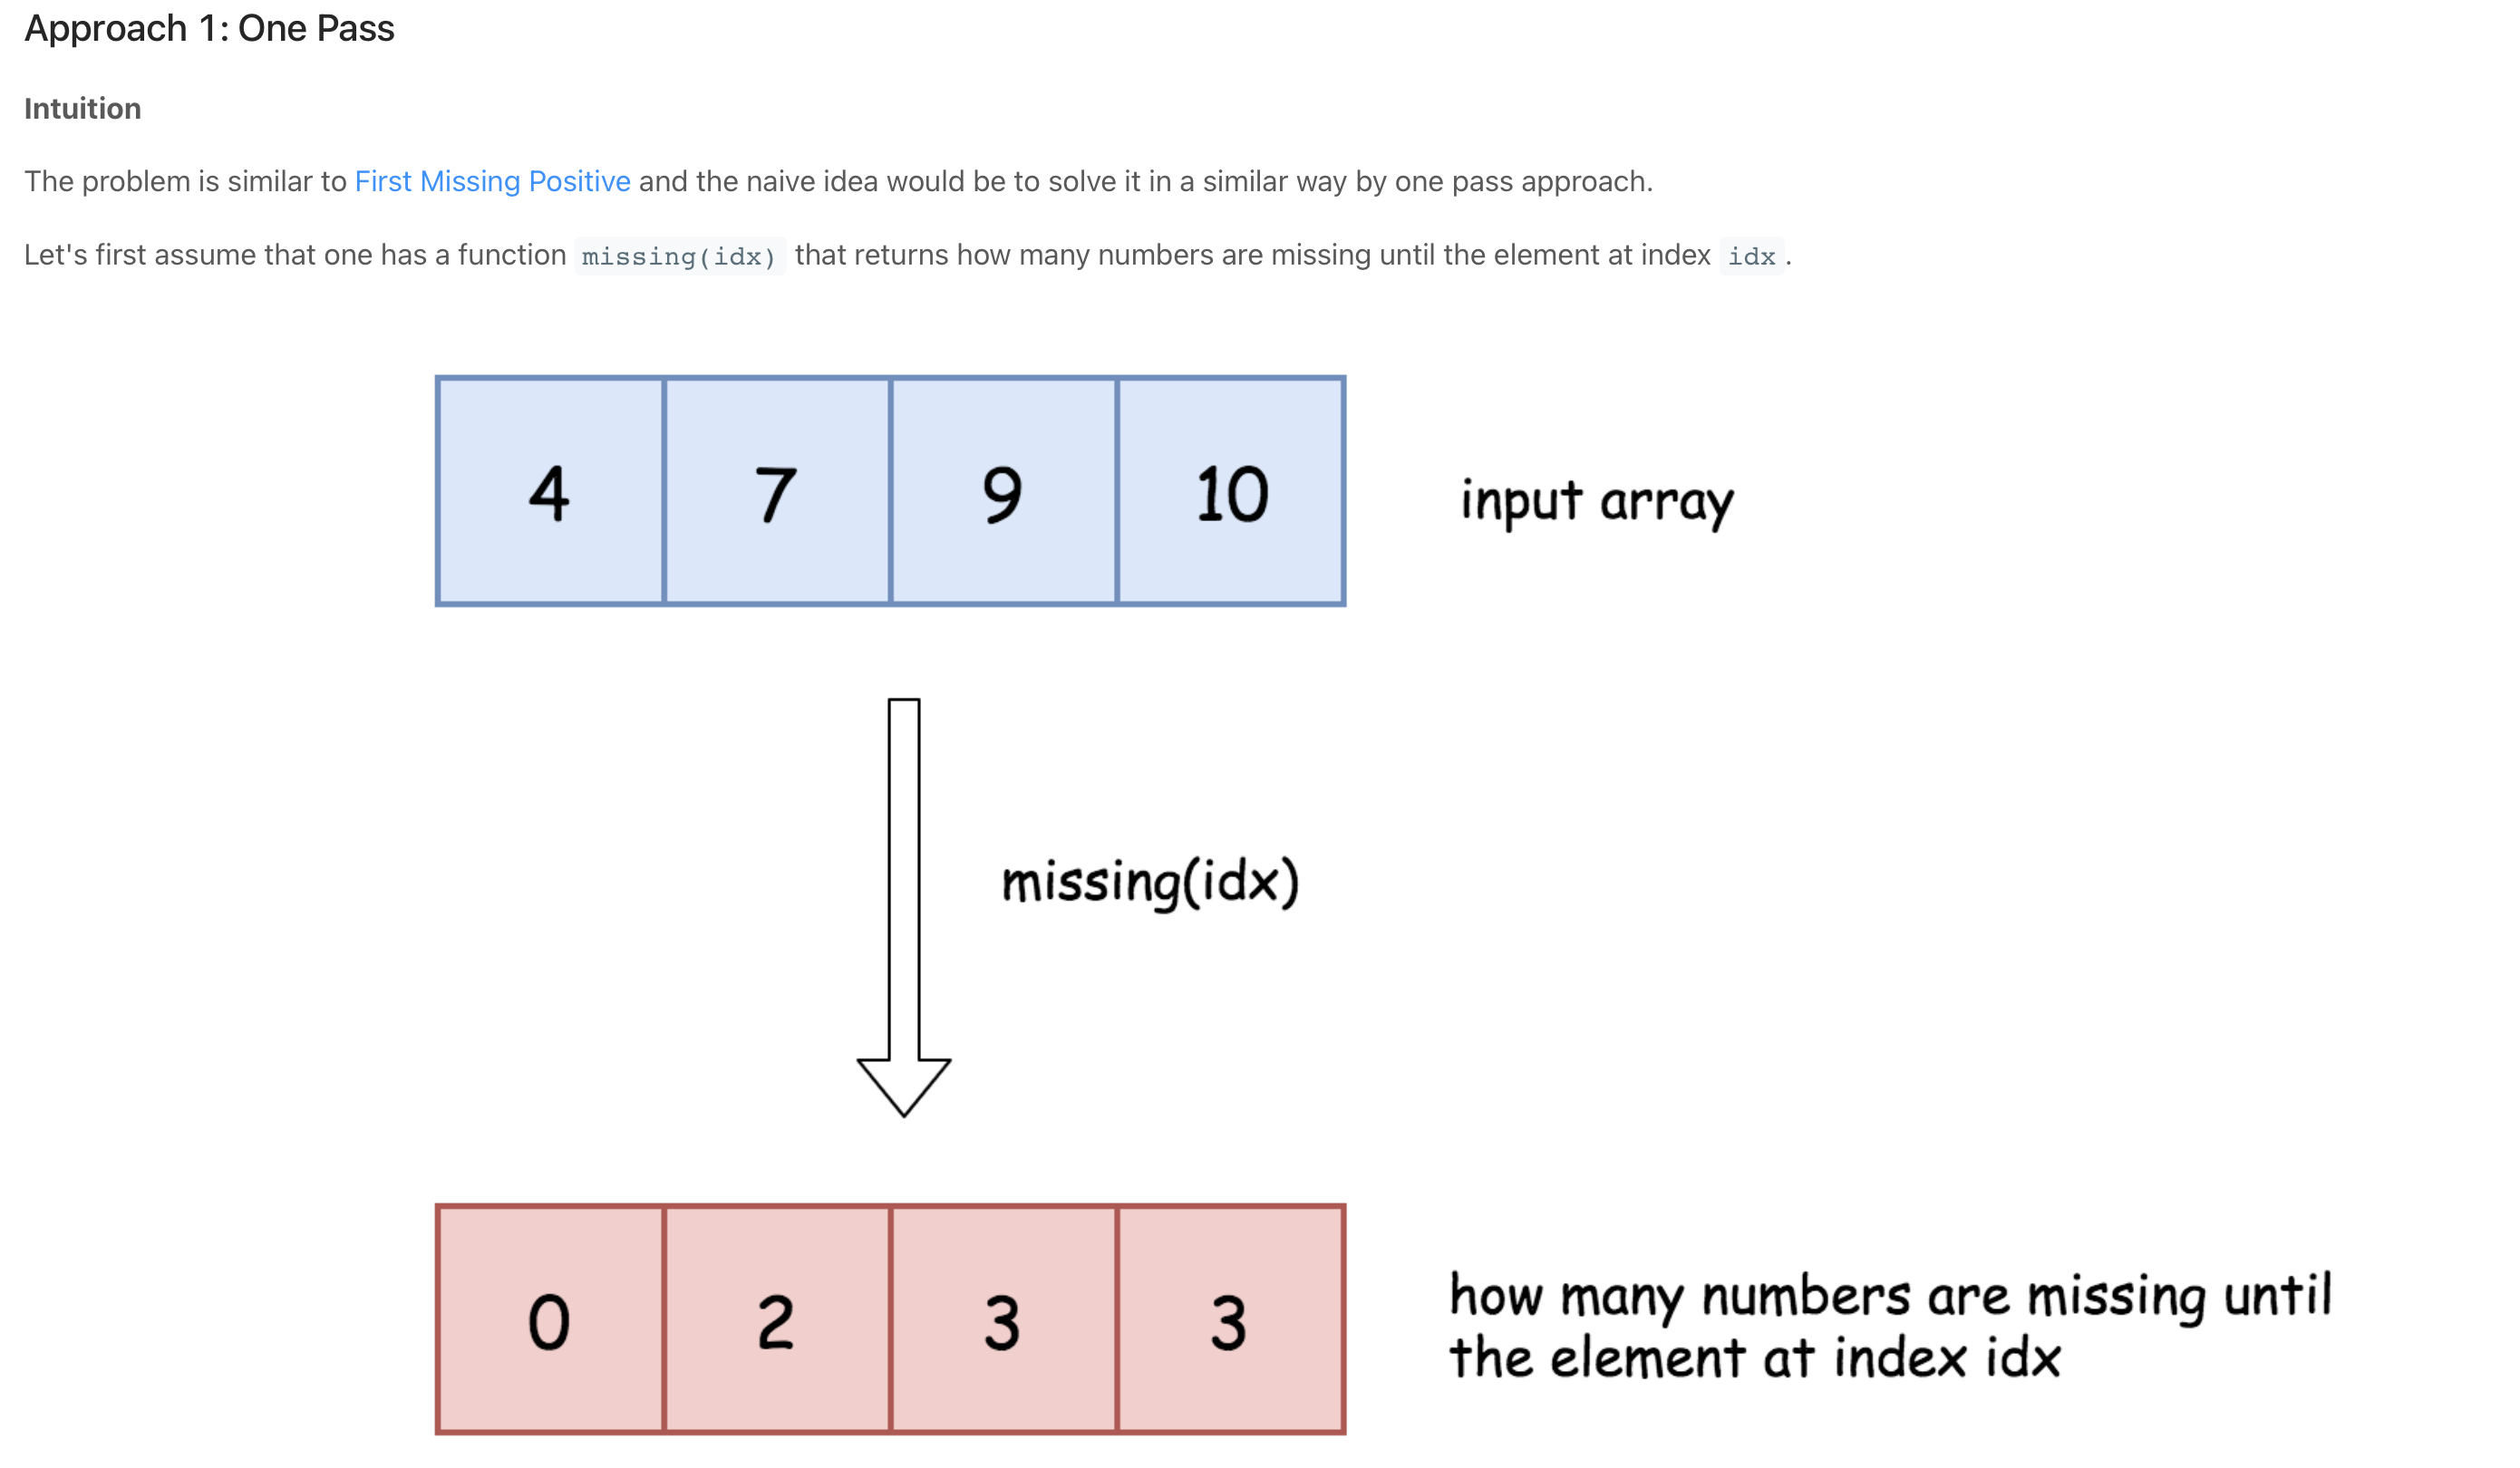 Approach 1: One Pass
Intuition
The problem is similar to First Missing Positive and the naive idea would be to solve it in a similar way by one pass approach.
Let's first assume that one has a function missing(idx) that returns how many numbers are missing until the element at index idx .
4 7 9 10 input array
missing(idx)
0 2 3 3 how many numbers are missing until
the element at index idx